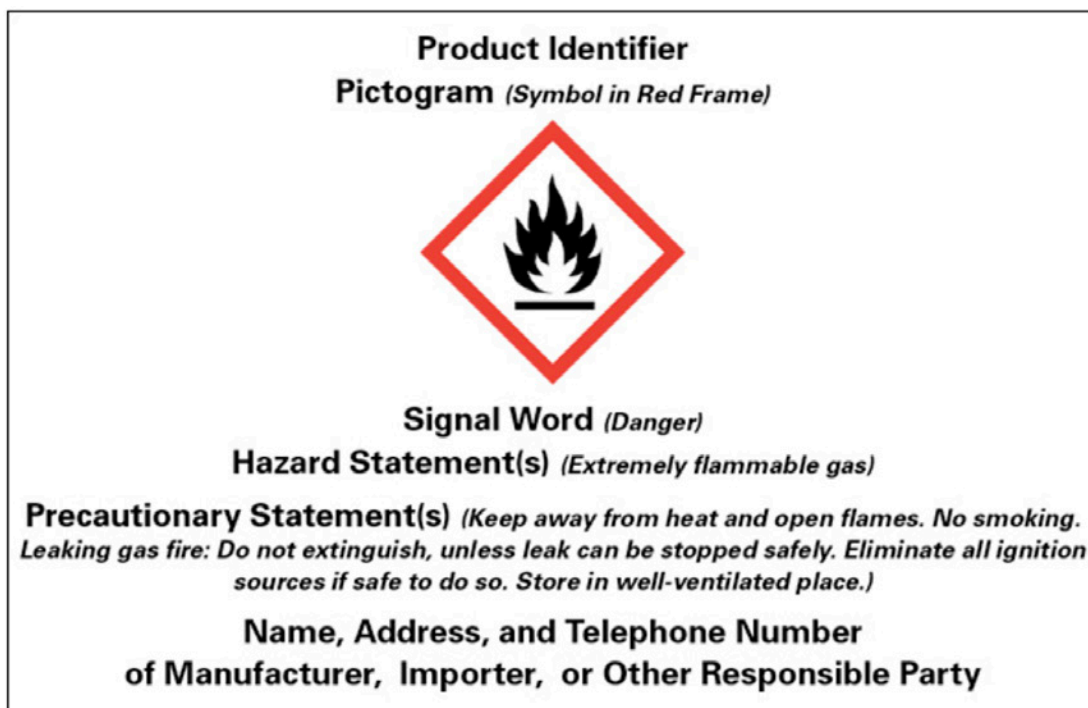 Product Identifier
Pictogram (Symbol in Red Frame)
Signal Word (Danger)
Hazard Statement(s) (Extremely flammable gas)
Precautionary Statement(s) (Keep away from heat and open flames. No smoking.
Leaking gas fire: Do not extinguish, unless leak can be stopped safely. Eliminate all ignition
sources if safe to do so. Store in well-ventilated place.)
Name, Address, and Telephone Number
of Manufacturer, Importer, or Other Responsible Party